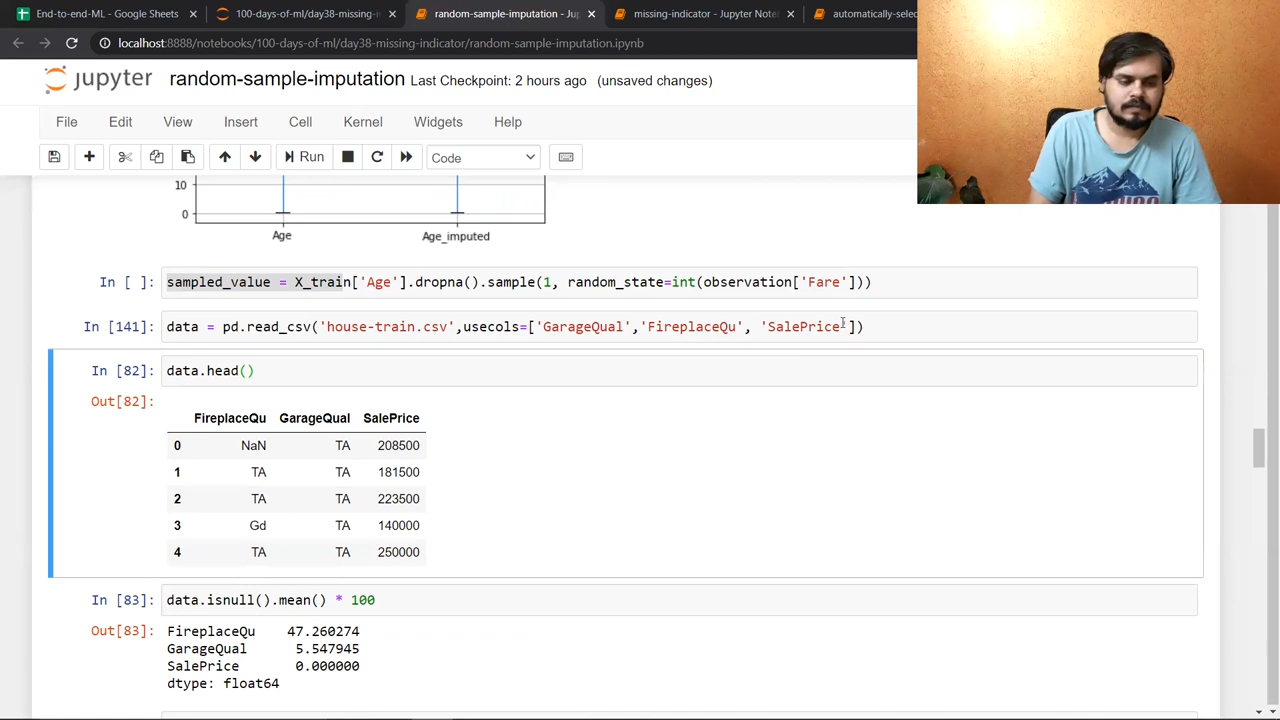 End-to-end-ML - Google Sheets
100-days-of-ml/day38-missing-i
random-sample-imputation - Jup
missing-indicator - Jupyter Note
automatically-selec
localhost:8888/notebooks/100-days-of-ml/day38-missing-indicator/random-sample-imputation.ipynb
jupyter random-sample-imputation Last Checkpoint: 2 hours ago (unsaved changes)
File Edit View Insert Cell Kernel Widgets Help
Run Code
10
0
Age Age_imputed
In [ ]: sampled_value = X_train['Age'].dropna().sample(1, random_state=int(observation['Fare']))
In [141]: data = pd.read_csv('house-train.csv',usecols=['GarageQual','FireplaceQu', 'SalePrice'])
In [82]: data.head()
Out[82]:
FireplaceQu GarageQual SalePrice
0 NaN TA 208500
1 TA TA 181500
2 TA TA 223500
3 Gd TA 140000
4 TA TA 250000
In [83]: data.isnull().mean() * 100
Out[83]: FireplaceQu 47.260274
GarageQual 5.547945
SalePrice 0.000000
dtype: float64